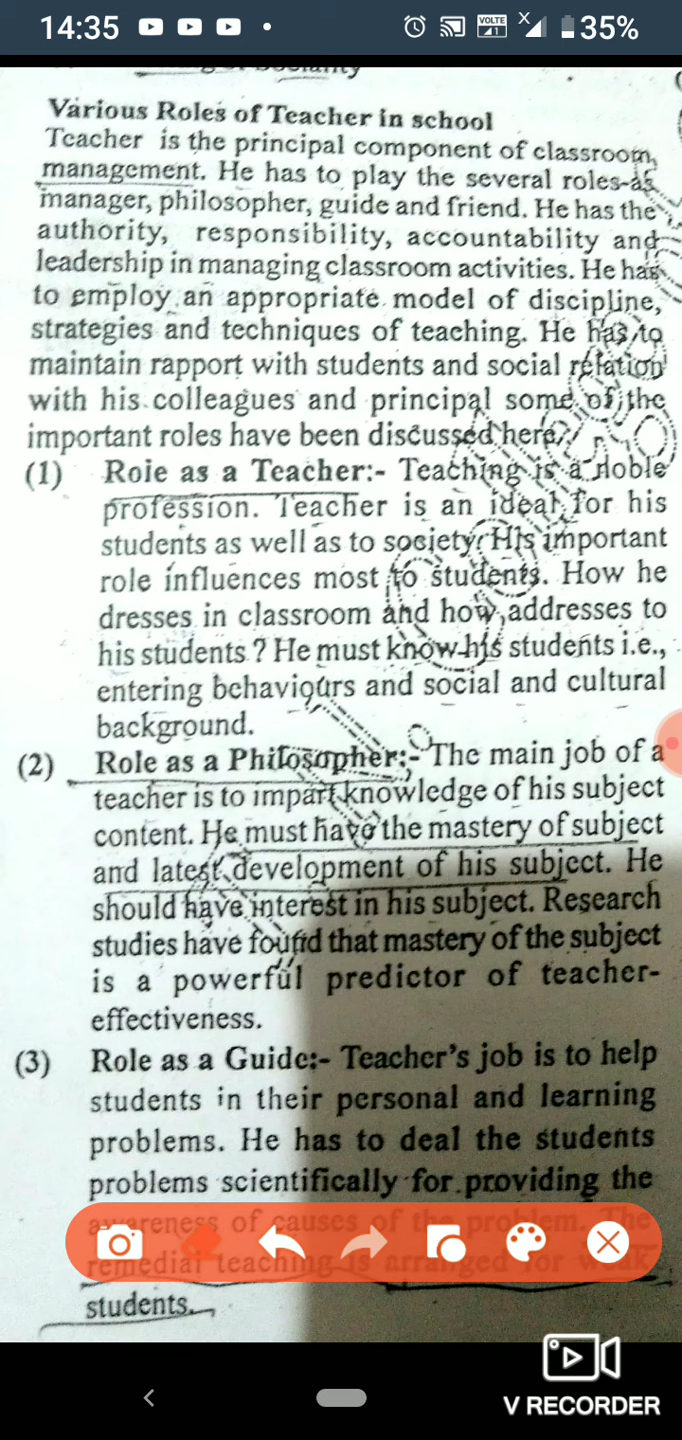 14:35
VOLTE
35%
Various Roles of Teacher in school
Teacher is the principal component of classroom
management. He has to play the several roles-as
manager, philosopher, guide and friend. He has the
authority, responsibility, accountability and
leadership in managing classroom activities. He has
to employ an appropriate model of discipline,
strategies and techniques of teaching. He has to
maintain rapport with students and social relation
with his colleagues and principal some of the
important roles have been discussed here.
(1) Role as a Teacher:- Teaching is a noble
profession. Teacher is an ideal for his
students as well as to society. His important
role influences most to students. How he
dresses in classroom and how addresses to
his students ? He must know his students i.e.,
entering behaviours and social and cultural
background.
(2) Role as a Philosopher:- The main job of a
teacher is to impart knowledge of his subject
content. He must have the mastery of subject
and latest development of his subject. He
should have interest in his subject. Research
studies have found that mastery of the subject
is a powerful predictor of teacher-
effectiveness.
(3) Role as a Guide:- Teacher's job is to help
students in their personal and learning
problems. He has to deal the students
problems scientifically for providing the
awareness of causes of the problem. The
remedial teaching is arranged for weak
students.
V RECORDER